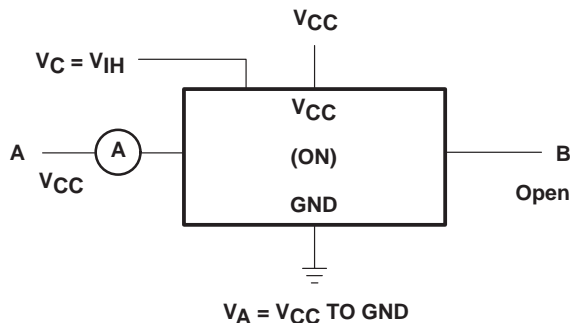 VCC
VC = VIH
VCC
A
A
(ON)
B
VCC
GND
Open
VA = VCC TO GND